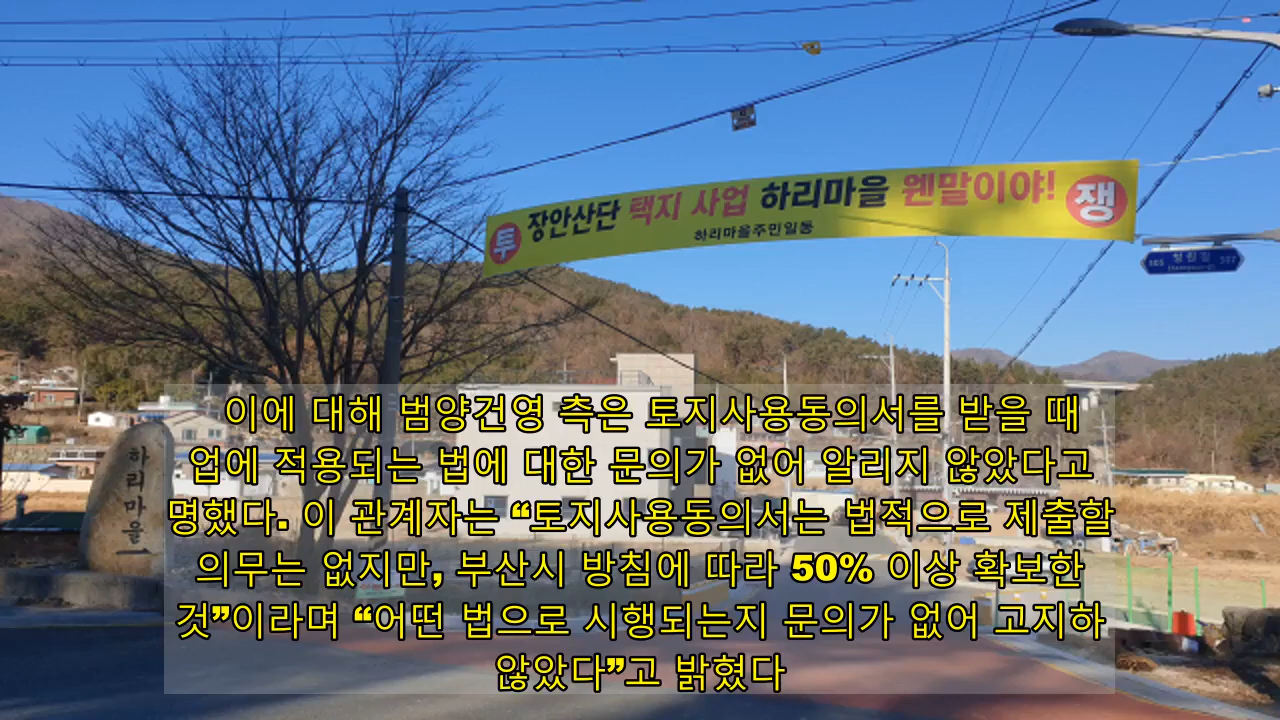 투 장안산단 택지 사업 하리마을 웬말이야! 쟁
하리마을주민일동
하리마을
이에 대해 범양건영 측은 토지사용동의서를 받을 때
업에 적용되는 법에 대한 문의가 없어 알리지 않았다고
명했다. 이 관계자는 “토지사용동의서는 법적으로 제출할
의무는 없지만, 부산시 방침에 따라 50% 이상 확보한
것”이라며 “어떤 법으로 시행되는지 문의가 없어 고지하
않았다”고 밝혔다